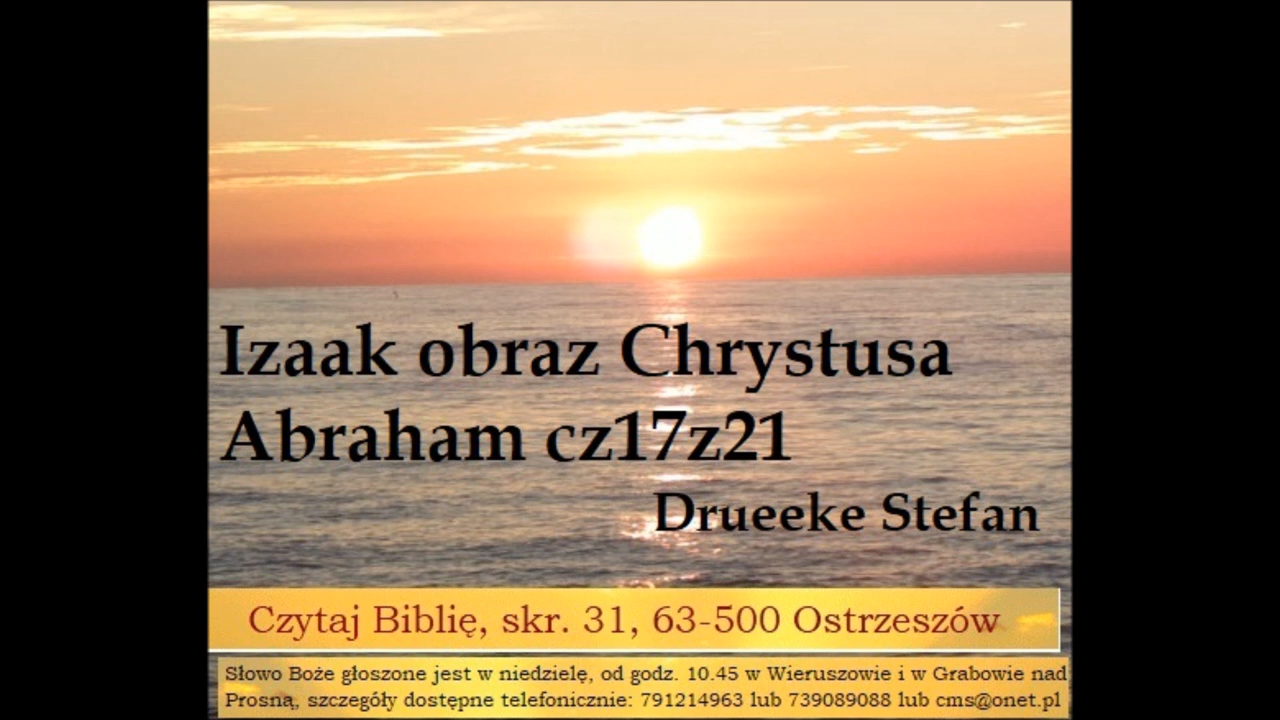 Izaak obraz Chrystusa
Abraham cz17z21
Drueeke Stefan
Czytaj Biblię, skr. 31, 63-500 Ostrzeszów
Słowo Boże głoszone jest w niedzielę, od godz. 10.45 w Wieruszowie i w Grabowie nad
Prosną, szczegóły dostępne telefonicznie: 791214963 lub 739089088 lub cms@onet.pl